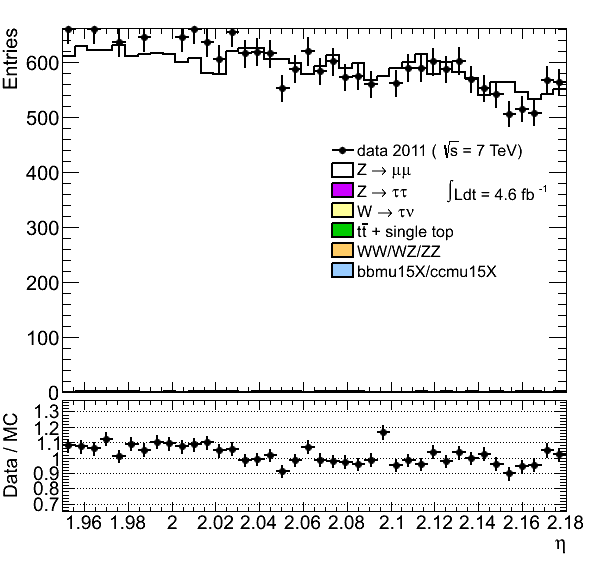 Entries
600
500
400
300
200
100
0
data 2011 ( √s = 7 TeV)
Z → μμ
Z → ττ
∫Ldt = 4.6 fb⁻¹
W → τν
tt̄ + single top
WW/WZ/ZZ
bbmu15X/ccmu15X
Data / MC
1.3
1.2
1.1
1
0.9
0.8
0.7
1.96 1.98 2 2.02 2.04 2.06 2.08 2.1 2.12 2.14 2.16 2.18
η